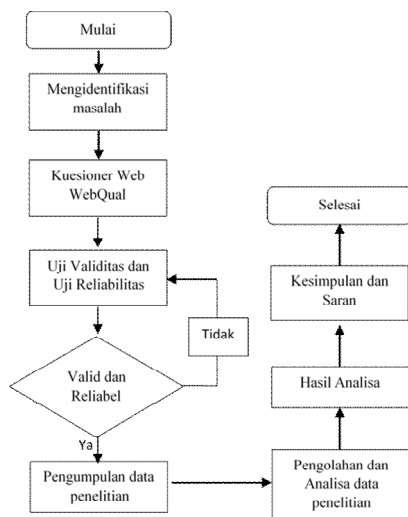 Mulai
Mengidentifikasi
masalah
Kuesioner Web
WebQual
Uji Validitas dan
Uji Reliabilitas
Tidak
Valid dan
Reliabel
Ya
Pengumpulan data
penelitian
Pengolahan dan
Analisa data
penelitian
Hasil Analisa
Kesimpulan dan
Saran
Selesai